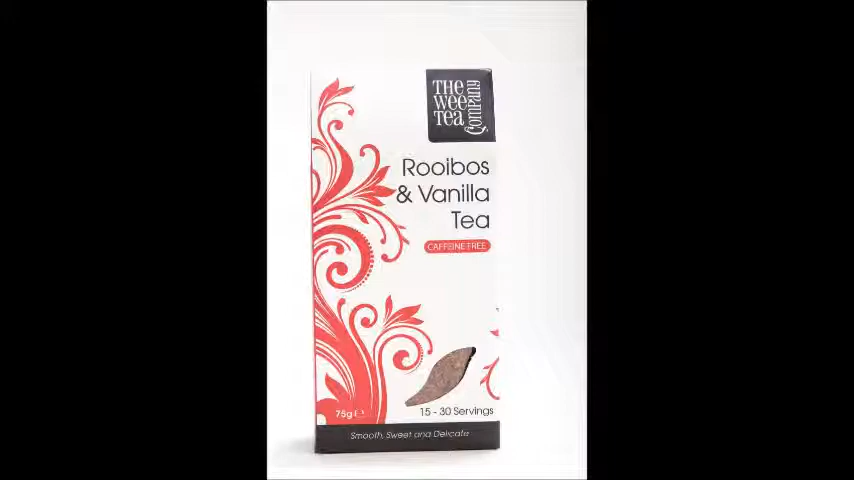 THE
WEE
TEA
Company
Rooibos
& Vanilla
Tea
CAFFEINE FREE
75g ℮
15 - 30 Servings
Smooth, Sweet and Delicate